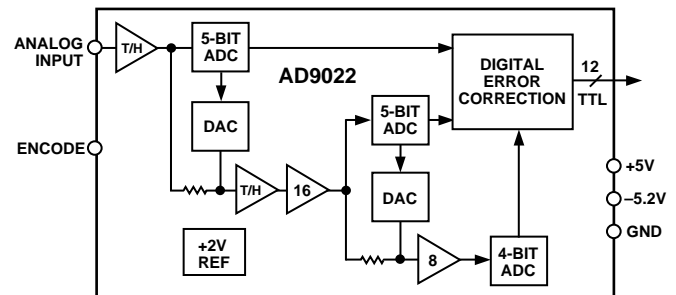 ANALOG
INPUT
T/H
5-BIT
ADC
AD9022
DIGITAL
ERROR
CORRECTION
12
TTL
DAC
5-BIT
ADC
ENCODE
T/H
16
DAC
+5V
–5.2V
GND
+2V
REF
8
4-BIT
ADC